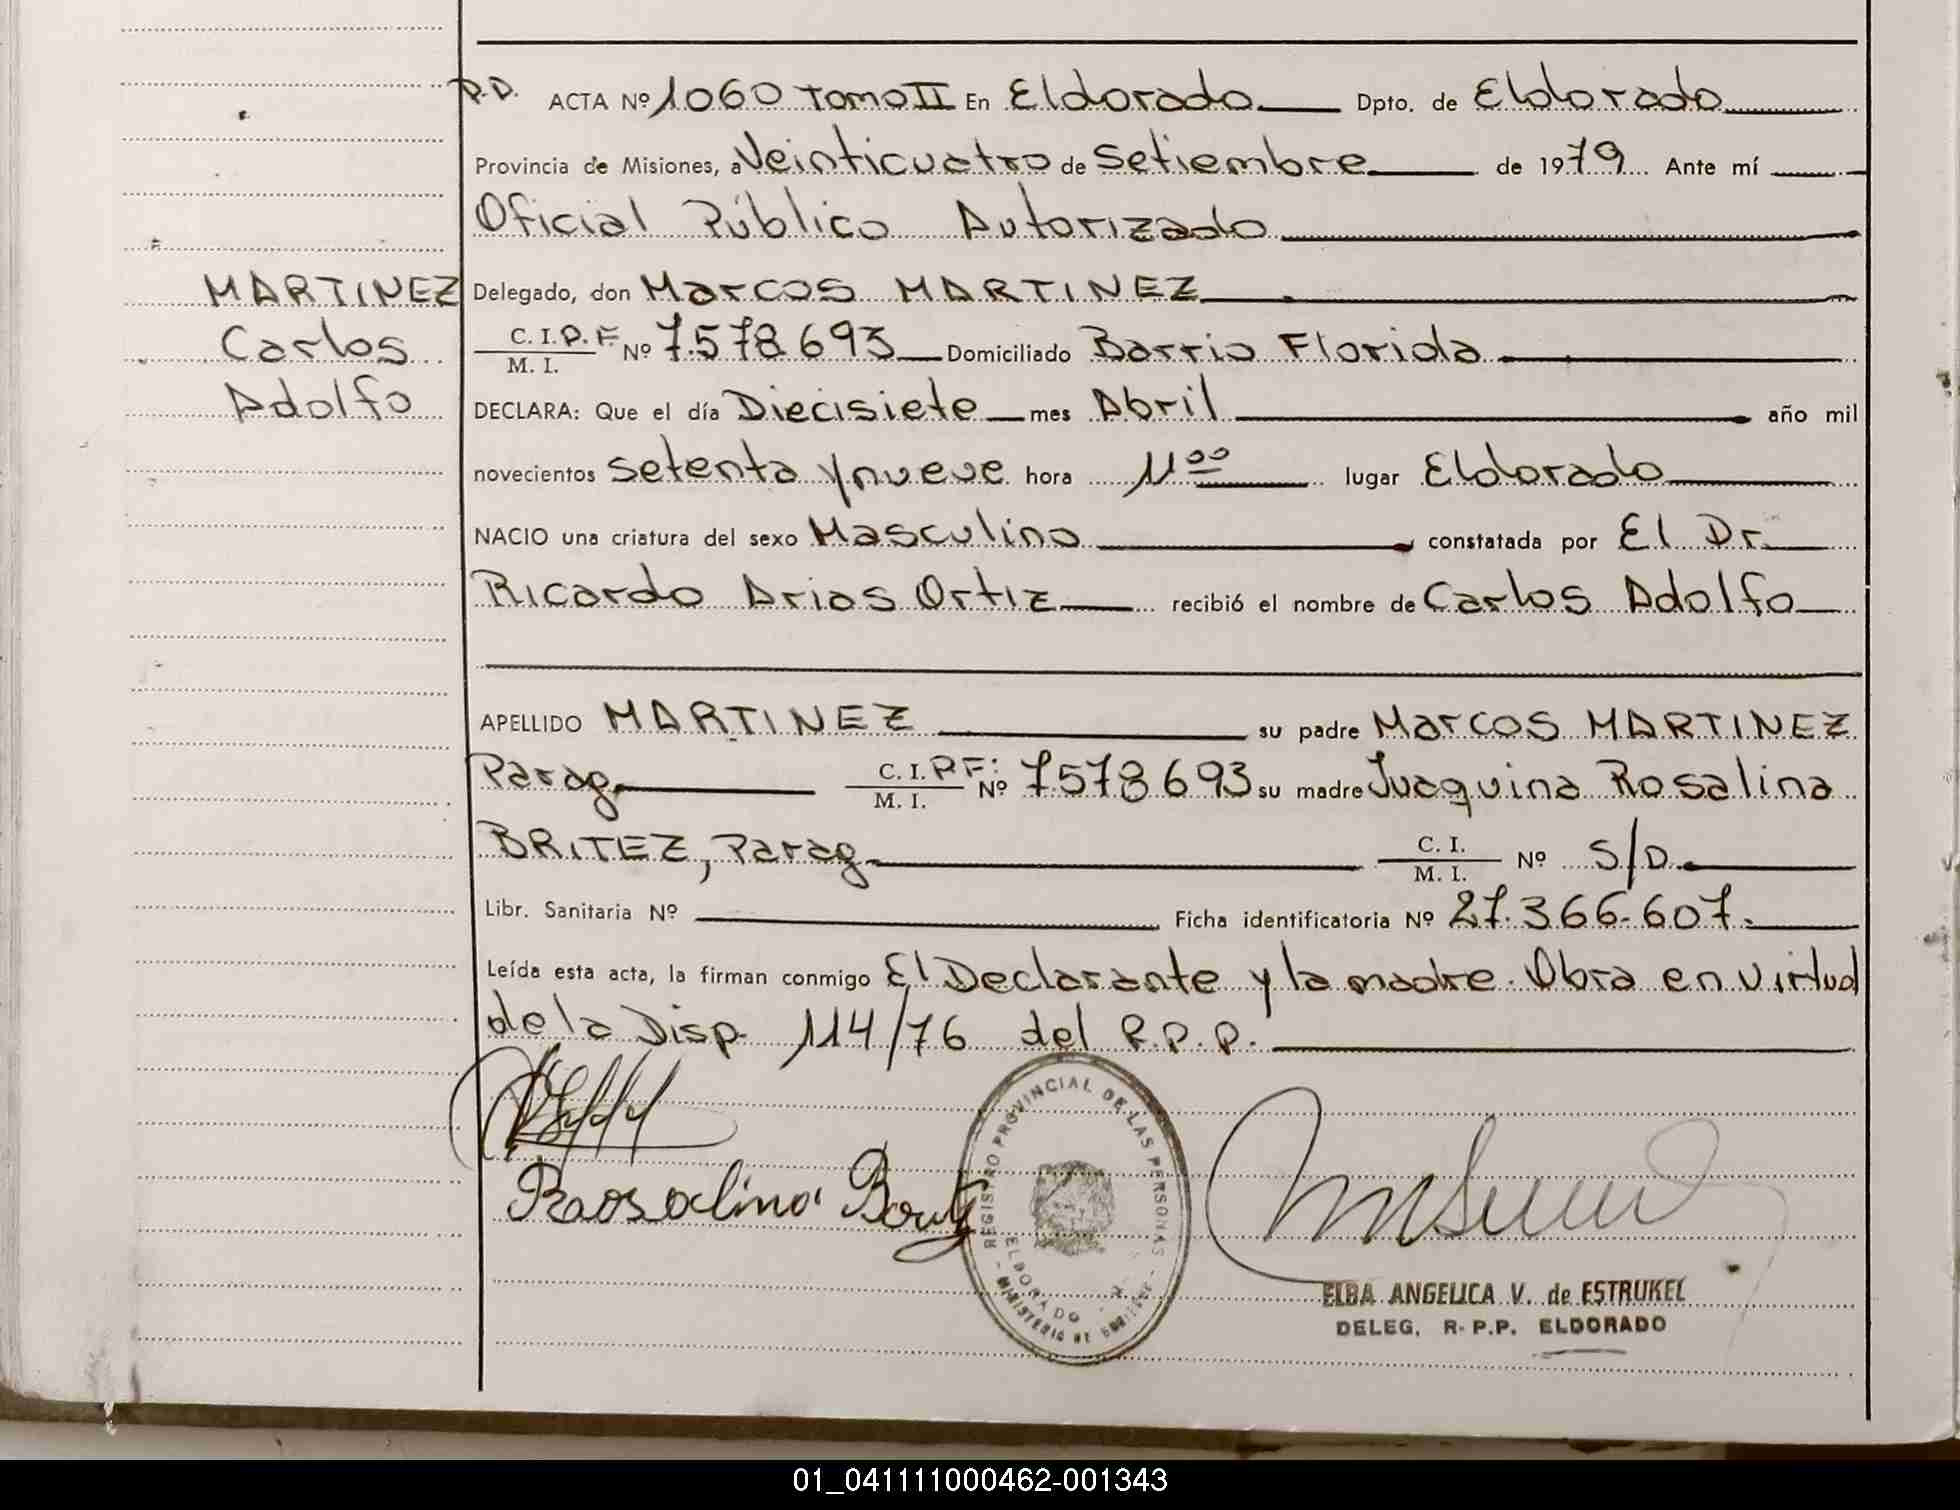 P.D. ACTA Nº 1060 Tomo II En Eldorado Dpto. de Eldorado
Provincia de Misiones, a Veinticuatro de Setiembre de 1979. Ante mí
Oficial Público Autorizado
MARTINEZ
Carlos
Adolfo
Delegado, don Marcos MARTINEZ
C. I. P. F. Nº 7.578.693 Domiciliado Barrio Florida
M. I.
DECLARA: Que el día Diecisiete mes Abril año mil
novecientos setenta y nueve hora 11 00 lugar Eldorado
NACIO una criatura del sexo Masculino constatada por El Dr.
Ricardo Arias Ortiz recibió el nombre de Carlos Adolfo
APELLIDO MARTINEZ su padre Marcos MARTINEZ
Parag. C. I. P.F: Nº 7578693 su madre Juaquina Rosalina
M. I.
BRITEZ, Parag. C. I. Nº S/D.
M. I.
Libr. Sanitaria Nº Ficha identificatoria Nº 27.366.607.
Leída esta acta, la firman conmigo El Declarante y la madre. Obra en virtud
de la Disp. 114/76 del R.P.P.
REGISTRO PROVINCIAL DE LAS PERSONAS
ELDORADO
MINISTERIO DE
ELBA ANGELICA V. de ESTRUKEL
DELEG. R.P.P. ELDORADO
01_041111000462-001343